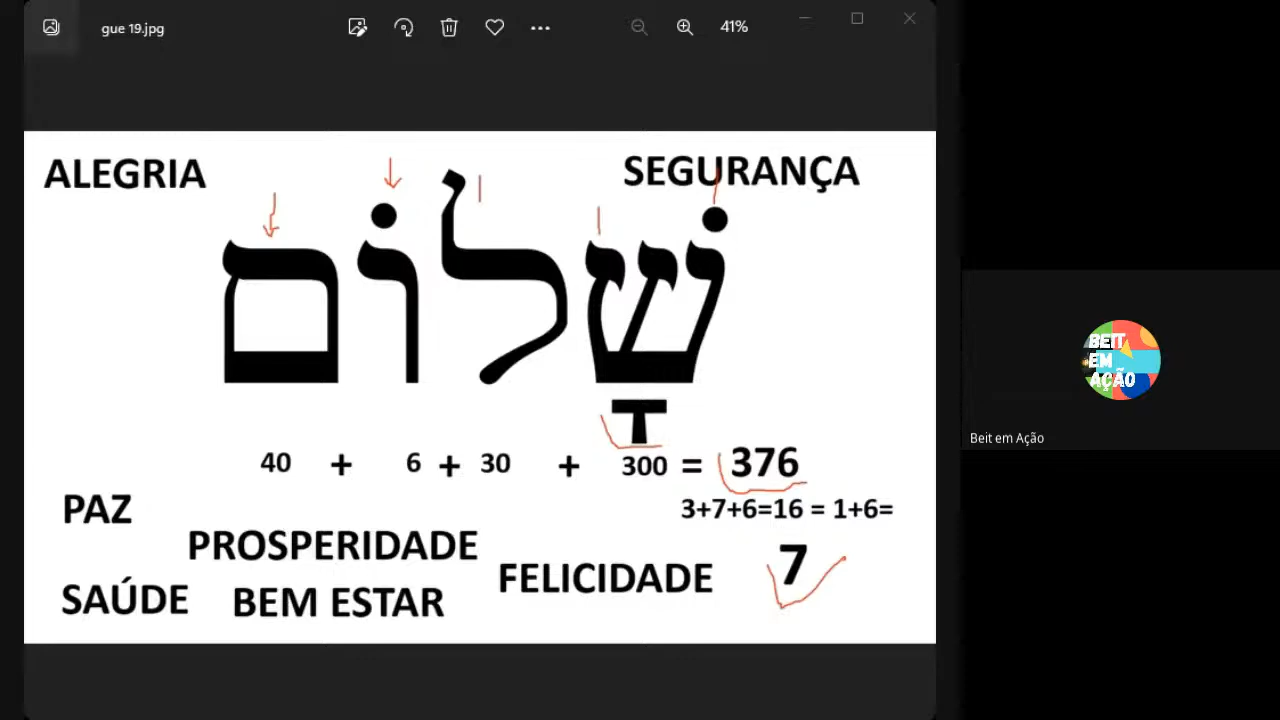 gue 19.jpg
41%
ALEGRIA
SEGURANÇA
שָׁלוֹם
40 + 6 + 30 + 300 = 376
3+7+6=16 = 1+6=
7
PAZ
PROSPERIDADE
FELICIDADE
SAÚDE
BEM ESTAR
BEIT
EM
AÇÃO
Beit em Ação